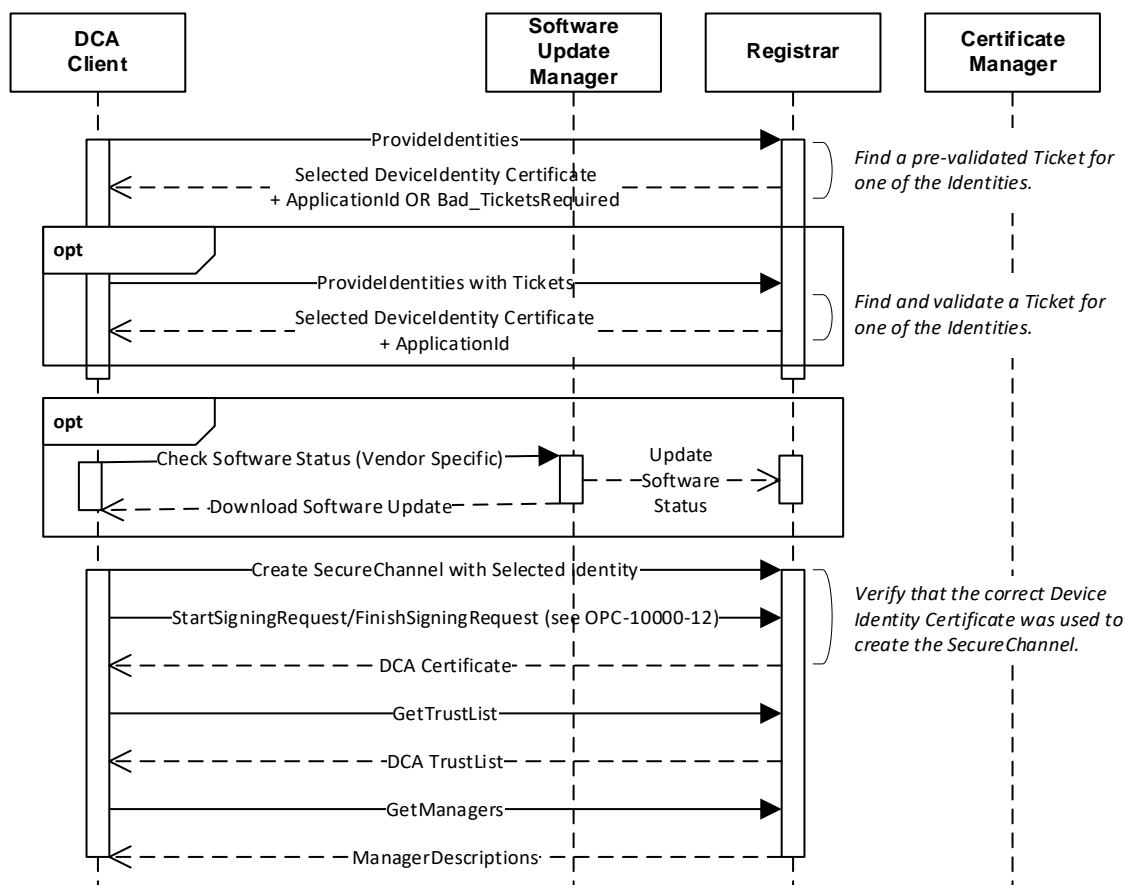 DCA
Client
Software
Update
Manager
Registrar
Certificate
Manager
ProvideIdentities
Find a pre-validated Ticket for
one of the Identities.
Selected DeviceIdentity Certificate
+ ApplicationId OR Bad_TicketsRequired
opt
ProvideIdentities with Tickets
Find and validate a Ticket for
one of the Identities.
Selected DeviceIdentity Certificate
+ ApplicationId
opt
Check Software Status (Vendor Specific)
Update
Software
Status
Download Software Update
Create SecureChannel with Selected Identity
Verify that the correct Device
Identity Certificate was used to
create the SecureChannel.
StartSigningRequest/FinishSigningRequest (see OPC-10000-12)
DCA Certificate
GetTrustList
DCA TrustList
GetManagers
ManagerDescriptions